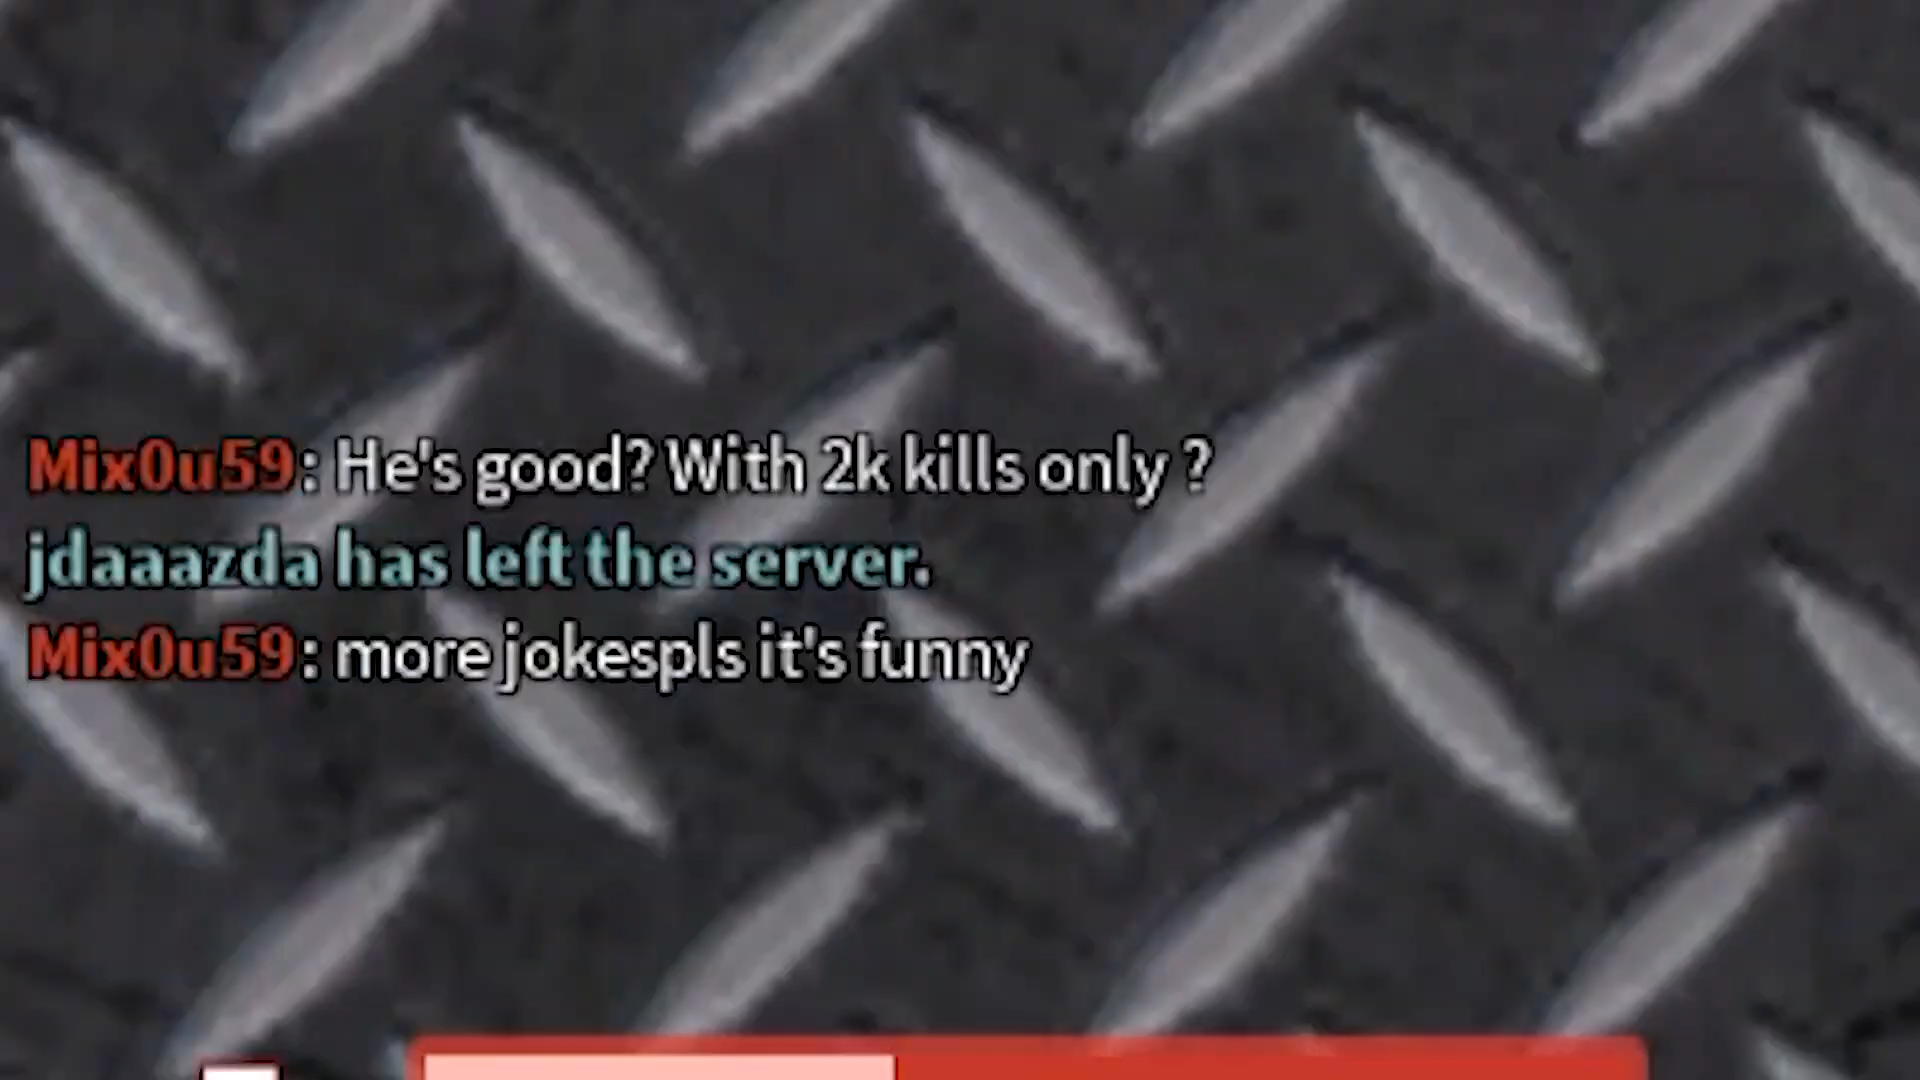 Mix0u59: He's good? With 2k kills only ?
jdaaazda has left the server.
Mix0u59: more jokespls it's funny